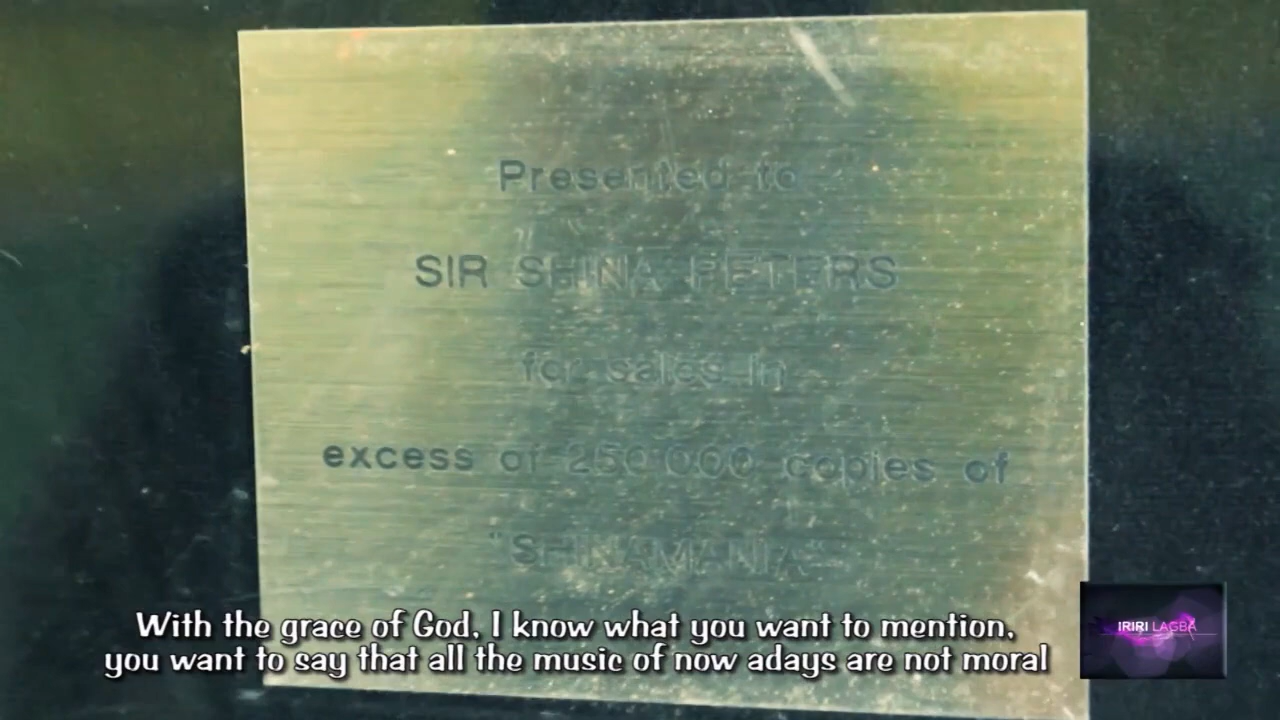 Presented to
SIR SHINA PETERS
for sales in
excess of 250'000 copies of
"SHINAMANIA"
With the grace of God, I know what you want to mention,
you want to say that all the music of now adays are not moral
IRIRI LAGBA